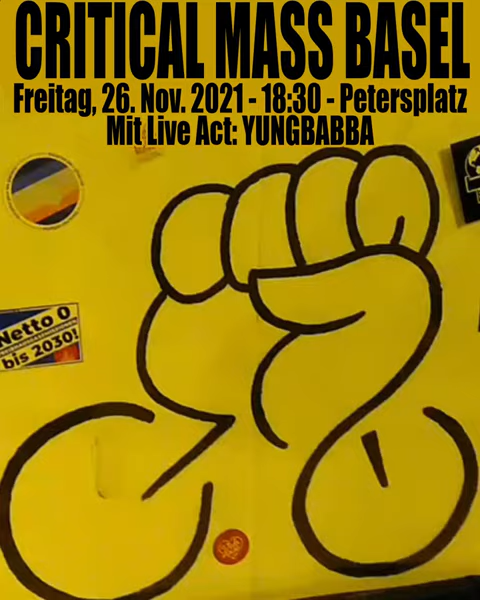 CRITICAL MASS BASEL
Freitag, 26. Nov. 2021 - 18:30 - Petersplatz
Mit Live Act: YUNGBABBA
Netto 0
bis 2030!